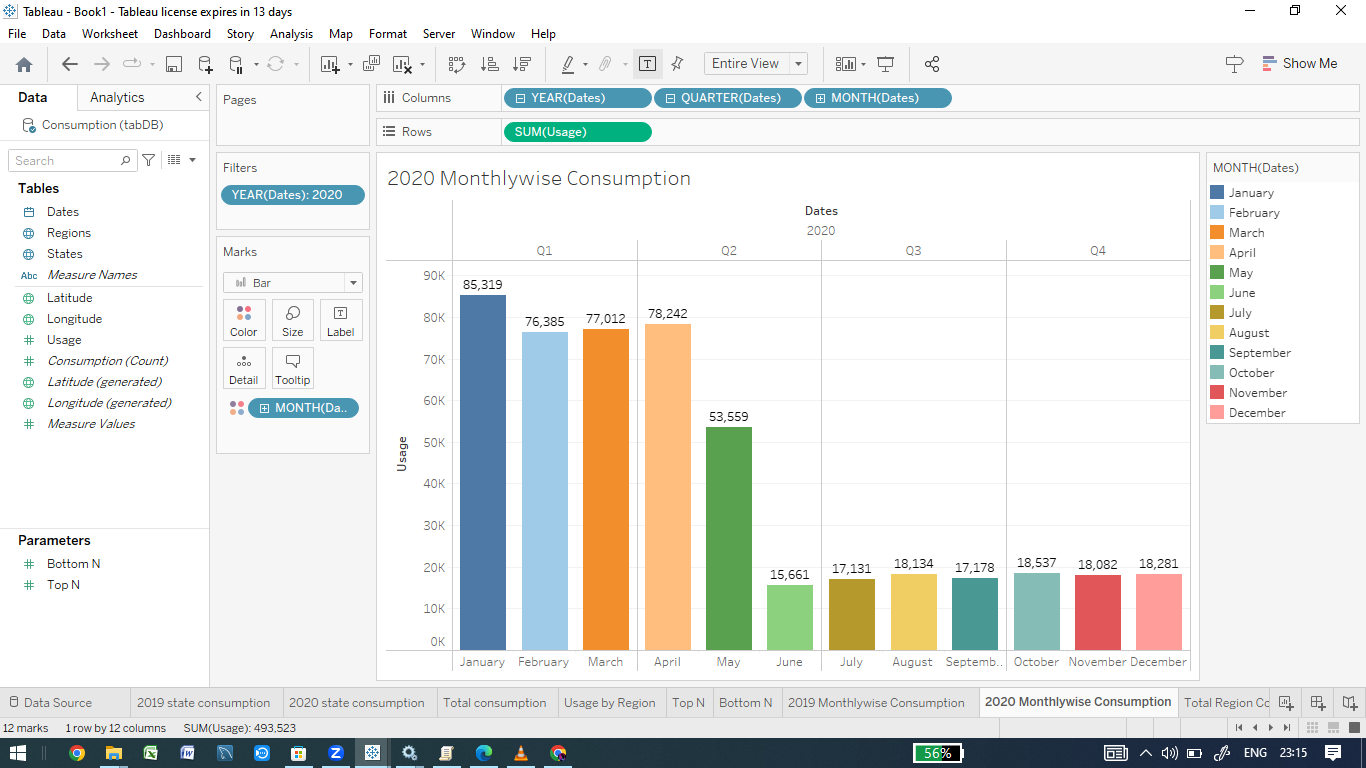 Tableau - Book1 - Tableau license expires in 13 days
File Data Worksheet Dashboard Story Analysis Map Format Server Window Help
Entire View Show Me
Data Analytics
Consumption (tabDB)
Search
Tables
Dates
Regions
States
Abc Measure Names
Latitude
Longitude
Usage
Consumption (Count)
Latitude (generated)
Longitude (generated)
Measure Values
Parameters
Bottom N
Top N
Pages
Filters
YEAR(Dates): 2020
Marks
Bar
Color Size Label
Detail Tooltip
MONTH(Da..
Columns YEAR(Dates) QUARTER(Dates) MONTH(Dates)
Rows SUM(Usage)
2020 Monthlywise Consumption
Dates
2020
Q1 Q2 Q3 Q4
Usage
90K
80K
70K
60K
50K
40K
30K
20K
10K
0K
85,319 76,385 77,012 78,242 53,559 15,661 17,131 18,134 17,178 18,537 18,082 18,281
January February March April May June July August Septemb.. October November December
MONTH(Dates)
January
February
March
April
May
June
July
August
September
October
November
December
Data Source 2019 state consumption 2020 state consumption Total consumption Usage by Region Top N Bottom N 2019 Monthlywise Consumption 2020 Monthlywise Consumption Total Region Cc
12 marks 1 row by 12 columns SUM(Usage): 493,523
56% ENG 23:15